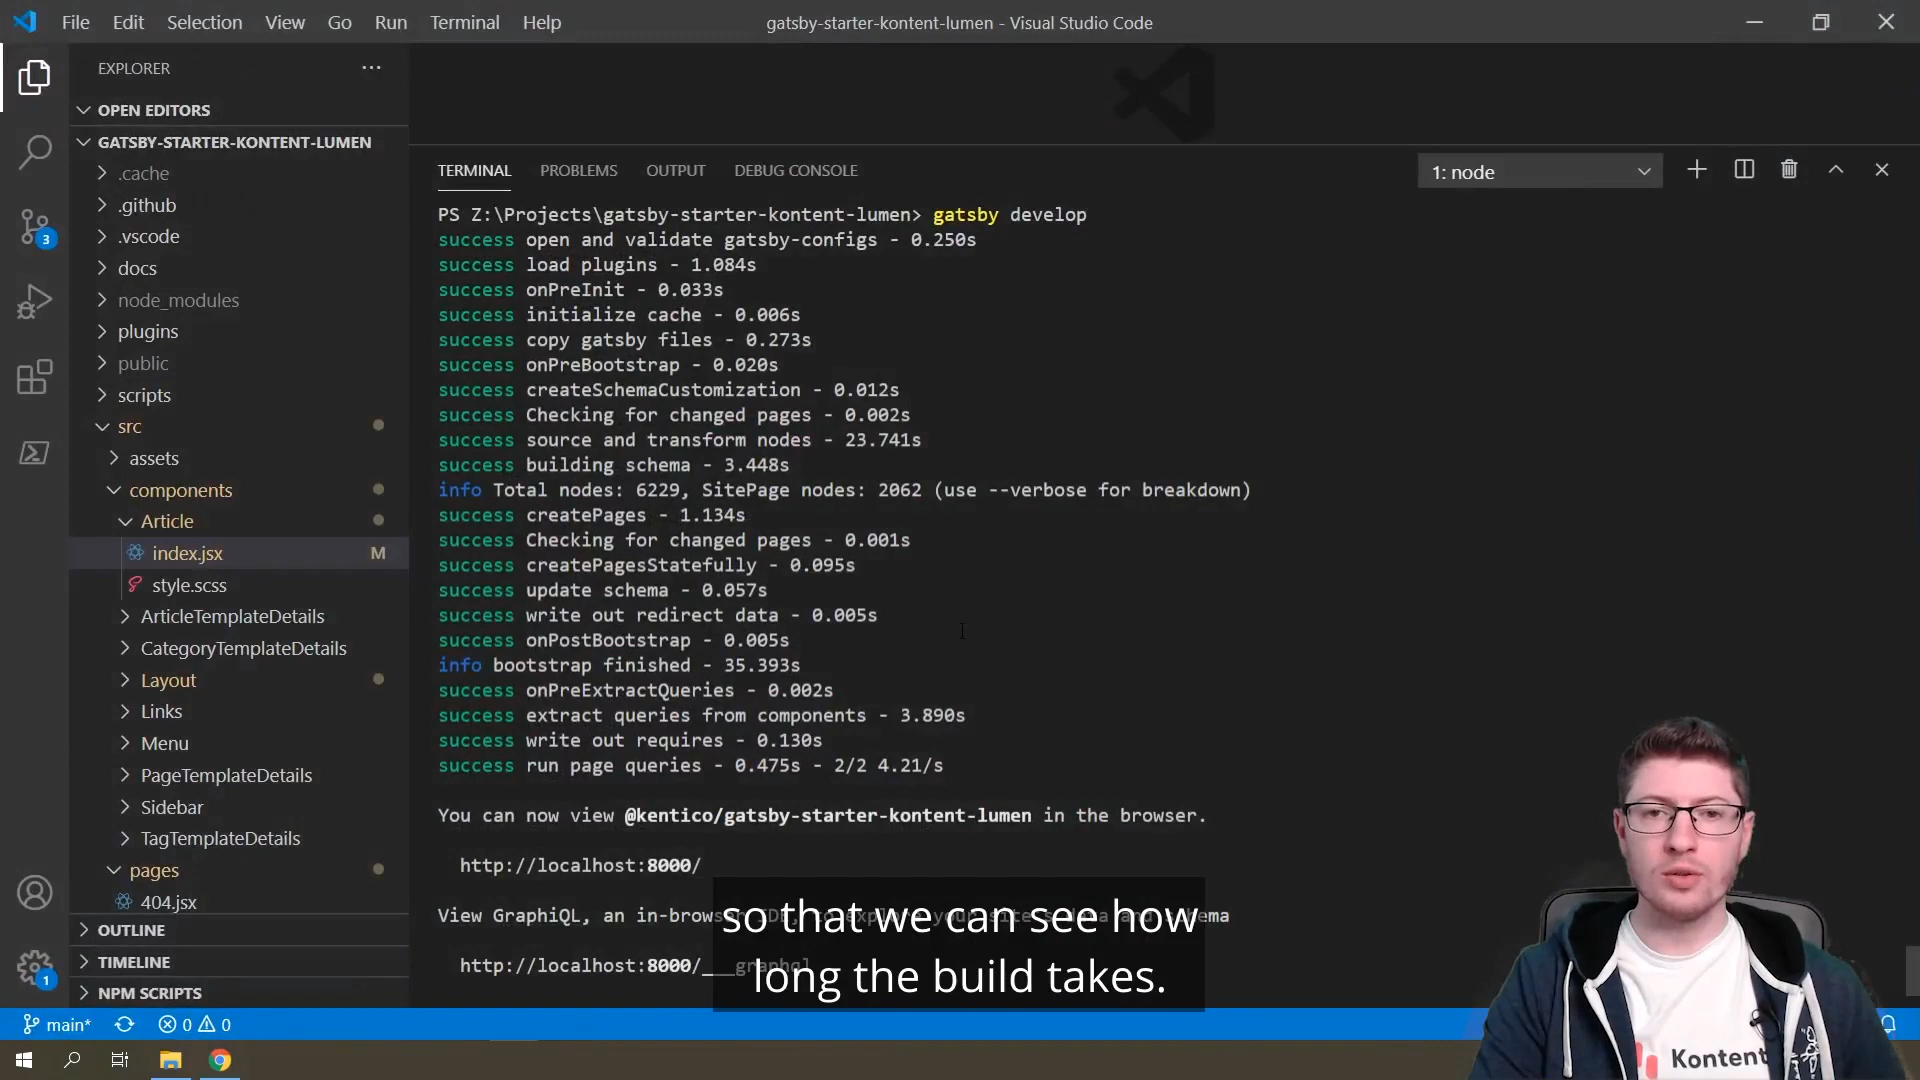 File Edit Selection View Go Run Terminal Help
gatsby-starter-kontent-lumen - Visual Studio Code
EXPLORER
OPEN EDITORS
GATSBY-STARTER-KONTENT-LUMEN
.cache
.github
.vscode
docs
node_modules
plugins
public
scripts
src
assets
components
Article
index.jsx M
style.scss
ArticleTemplateDetails
CategoryTemplateDetails
Layout
Links
Menu
PageTemplateDetails
Sidebar
TagTemplateDetails
pages
404.jsx
OUTLINE
TIMELINE
NPM SCRIPTS
3
1
TERMINAL PROBLEMS OUTPUT DEBUG CONSOLE
1: node
PS Z:\Projects\gatsby-starter-kontent-lumen> gatsby develop
success open and validate gatsby-configs - 0.250s
success load plugins - 1.084s
success onPreInit - 0.033s
success initialize cache - 0.006s
success copy gatsby files - 0.273s
success onPreBootstrap - 0.020s
success createSchemaCustomization - 0.012s
success Checking for changed pages - 0.002s
success source and transform nodes - 23.741s
success building schema - 3.448s
info Total nodes: 6229, SitePage nodes: 2062 (use --verbose for breakdown)
success createPages - 1.134s
success Checking for changed pages - 0.001s
success createPagesStatefully - 0.095s
success update schema - 0.057s
success write out redirect data - 0.005s
success onPostBootstrap - 0.005s
info bootstrap finished - 35.393s
success onPreExtractQueries - 0.002s
success extract queries from components - 3.890s
success write out requires - 0.130s
success run page queries - 0.475s - 2/2 4.21/s
You can now view @kentico/gatsby-starter-kontent-lumen in the browser.
http://localhost:8000/
View GraphiQL, an in-browser IDE, to explore your site's data and schema
http://localhost:8000/___graphql
so that we can see how
long the build takes.
main* 0 0
Kontent